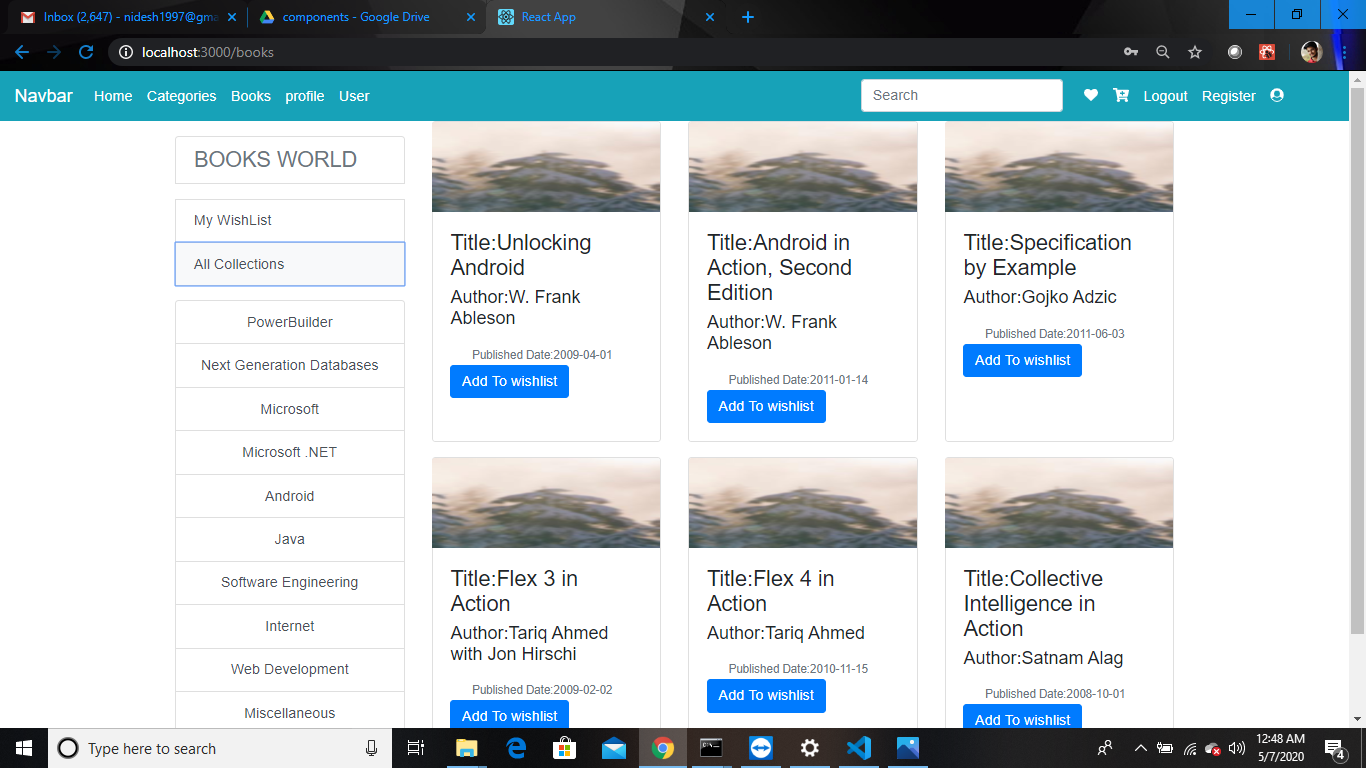 Inbox (2,647) - nidesh1997@gma
components - Google Drive
React App
localhost:3000/books
Navbar
Home
Categories
Books
profile
User
Search
Logout
Register
BOOKS WORLD
My WishList
All Collections
PowerBuilder
Next Generation Databases
Microsoft
Microsoft .NET
Android
Java
Software Engineering
Internet
Web Development
Miscellaneous
Title:Unlocking
Android
Author:W. Frank
Ableson
Published Date:2009-04-01
Add To wishlist
Title:Android in
Action, Second
Edition
Author:W. Frank
Ableson
Published Date:2011-01-14
Add To wishlist
Title:Specification
by Example
Author:Gojko Adzic
Published Date:2011-06-03
Add To wishlist
Title:Flex 3 in
Action
Author:Tariq Ahmed
with Jon Hirschi
Published Date:2009-02-02
Add To wishlist
Title:Flex 4 in
Action
Author:Tariq Ahmed
Published Date:2010-11-15
Add To wishlist
Title:Collective
Intelligence in
Action
Author:Satnam Alag
Published Date:2008-10-01
Add To wishlist
Type here to search
12:48 AM
5/7/2020
4